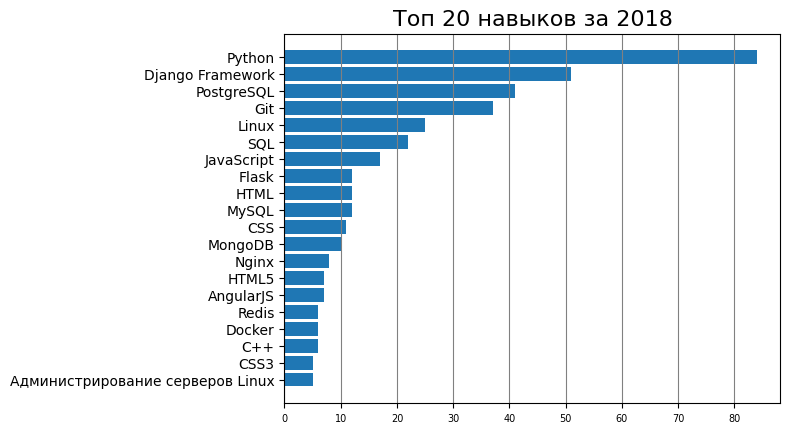 Топ 20 навыков за 2018
Python
Django Framework
PostgreSQL
Git
Linux
SQL
JavaScript
Flask
HTML
MySQL
CSS
MongoDB
Nginx
HTML5
AngularJS
Redis
Docker
C++
CSS3
Администрирование серверов Linux
0 10 20 30 40 50 60 70 80